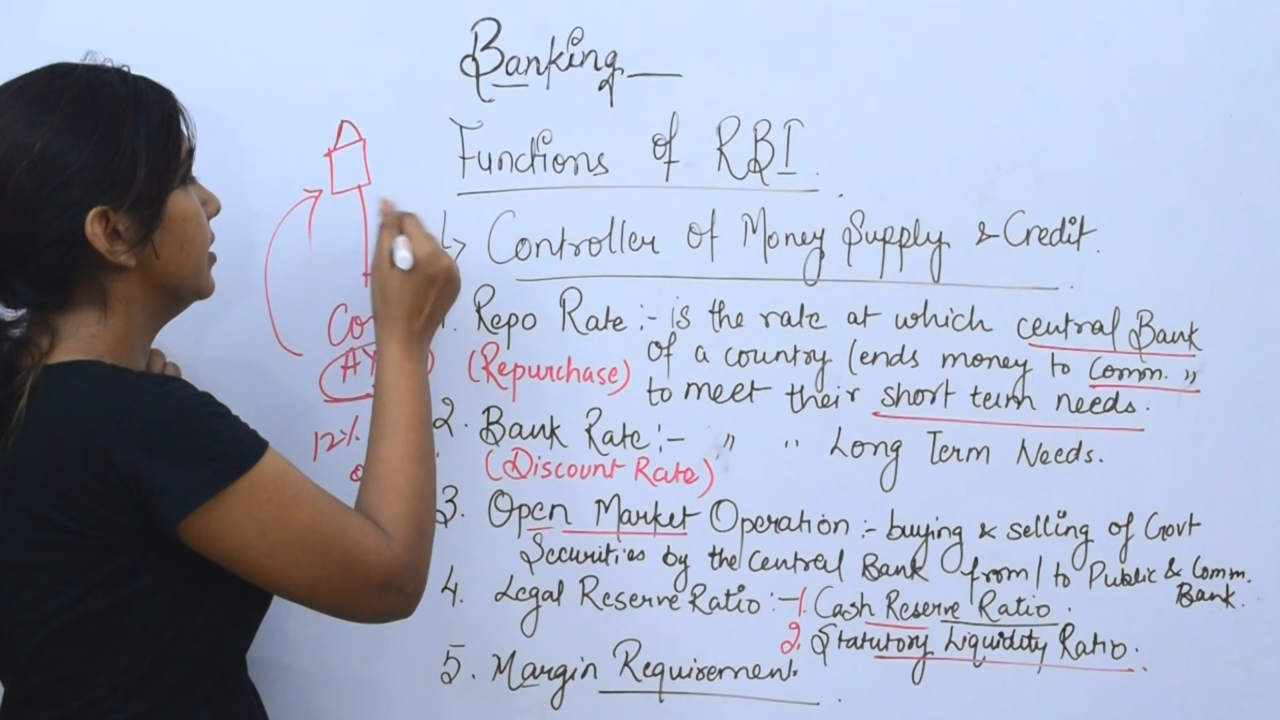 Banking
Functions of RBI.
↳ Controller of Money Supply & Credit.
1. Repo Rate :- is the rate at which central Bank
(Repurchase) of a country lends money to Comm. "
to meet their short term needs.
2. Bank Rate :- " " Long Term Needs.
(Discount Rate)
3. Open Market Operation :- buying & selling of Govt
Securities by the Central Bank from/to Public & Comm.
Bank.
4. Legal Reserve Ratio :- 1. Cash Reserve Ratio.
2. Statutory Liquidity Ratio.
5. Margin Requirement.
12%